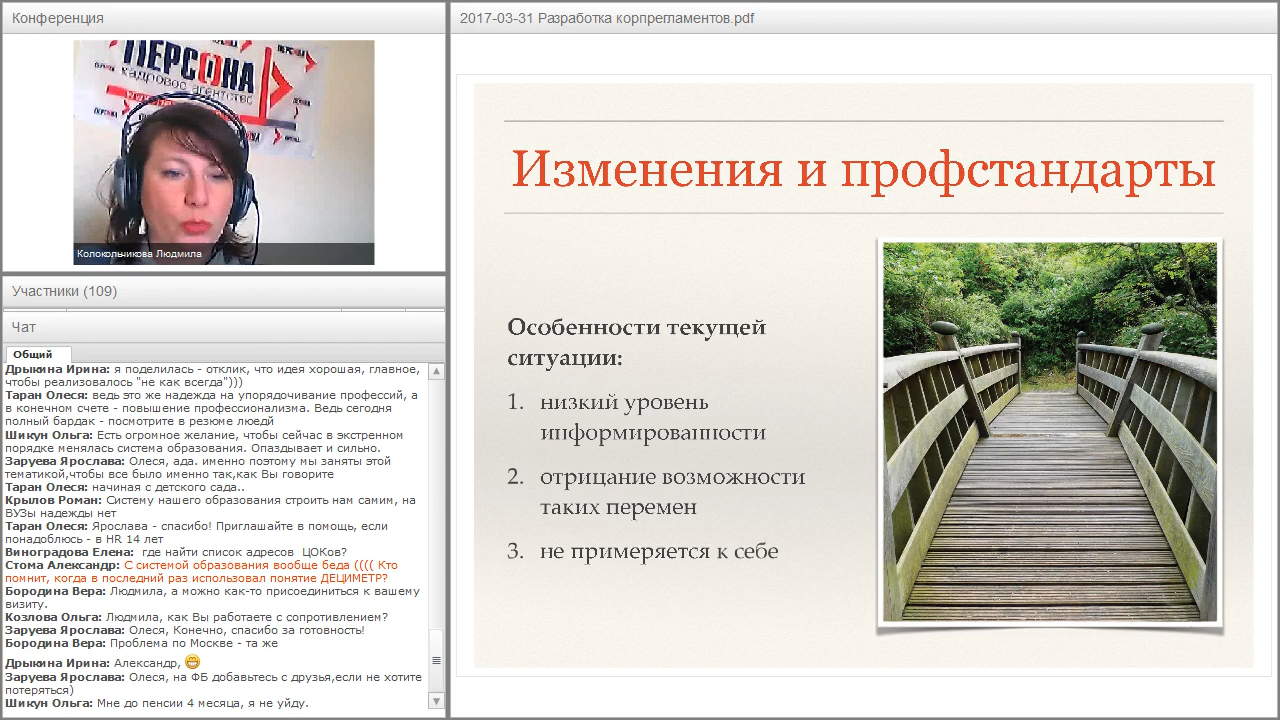 Конференция
ПЕРСОНА
кадровое агентство
Колокольчикова Людмила
Участники (109)
Чат
Общий
Дрыкина Ирина: я поделилась - отклик, что идея хорошая, главное,
чтобы реализовалось "не как всегда")))
Таран Олеся: ведь это же надежда на упорядочивание профессий, а
в конечном счете - повышение профессионализма. Ведь сегодня
полный бардак - посмотрите в резюме люедй
Шикун Ольга: Есть огромное желание, чтобы сейчас в экстренном
порядке менялась система образования. Опаздывает и сильно.
Заруева Ярослава: Олеся, ада. именно поэтому мы заняты этой
тематикой,чтобы все было именно так,как Вы говорите
Таран Олеся: начиная с детского сада..
Крылов Роман: Систему нашего образования строить нам самим, на
ВУЗы надежды нет
Таран Олеся: Ярослава - спасибо! Приглашайте в помощь, если
понадоблюсь - в HR 14 лет
Виноградова Елена: где найти список адресов ЦОКов?
Стома Александр: С системой образования вообще беда (((( Кто
помнит, когда в последний раз использовал понятие ДЕЦИМЕТР?
Бородина Вера: Людмила, а можно как-то присоединиться к вашему
визиту.
Козлова Ольга: Людмила, как Вы работаете с сопротивлением?
Заруева Ярослава: Олеся, Конечно, спасибо за готовность!
Бородина Вера: Проблема по Москве - та же
Дрыкина Ирина: Александр,
Заруева Ярослава: Олеся, на ФБ добавьтесь с друзья,если не хотите
потеряться)
Шикун Ольга: Мне до пенсии 4 месяца, я не уйду.
2017-03-31 Разработка корпрегламентов.pdf
Изменения и профстандарты
Особенности текущей
ситуации:
1. низкий уровень
информированности
2. отрицание возможности
таких перемен
3. не примеряется к себе